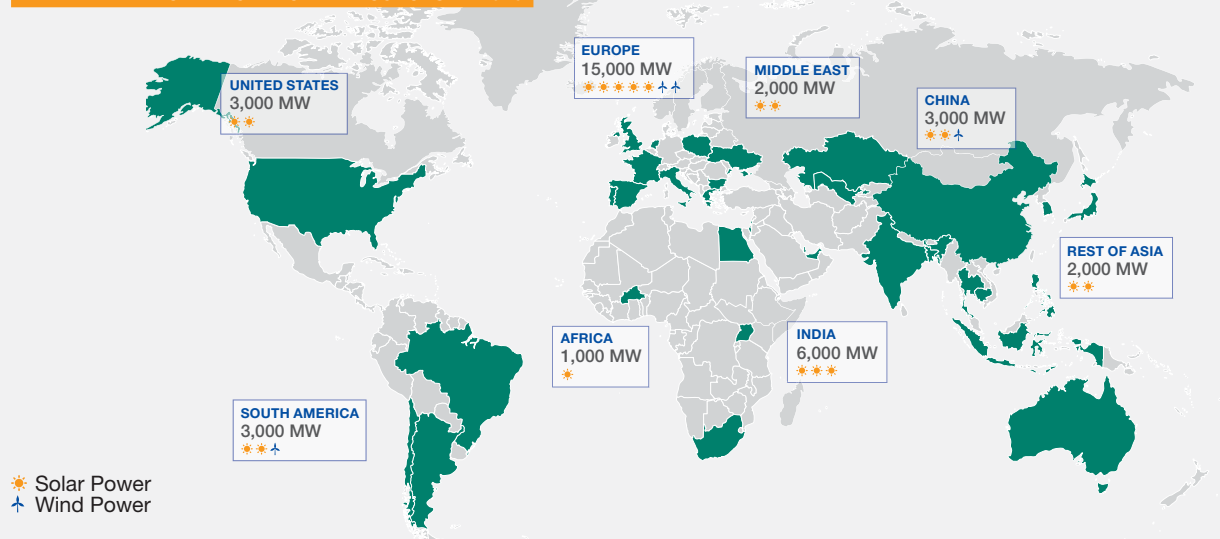 EUROPE
15,000 MW
MIDDLE EAST
2,000 MW
UNITED STATES
3,000 MW
CHINA
3,000 MW
REST OF ASIA
2,000 MW
AFRICA
1,000 MW
INDIA
6,000 MW
SOUTH AMERICA
3,000 MW
Solar Power
Wind Power